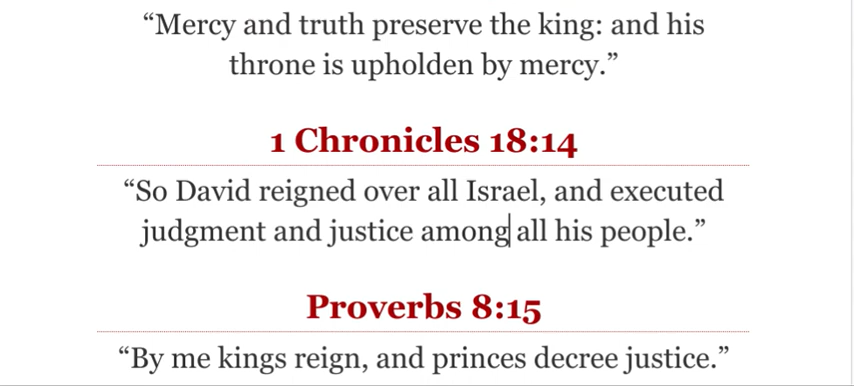 “Mercy and truth preserve the king: and his
throne is upholden by mercy.”
1 Chronicles 18:14
“So David reigned over all Israel, and executed
judgment and justice among all his people.”
Proverbs 8:15
“By me kings reign, and princes decree justice.”